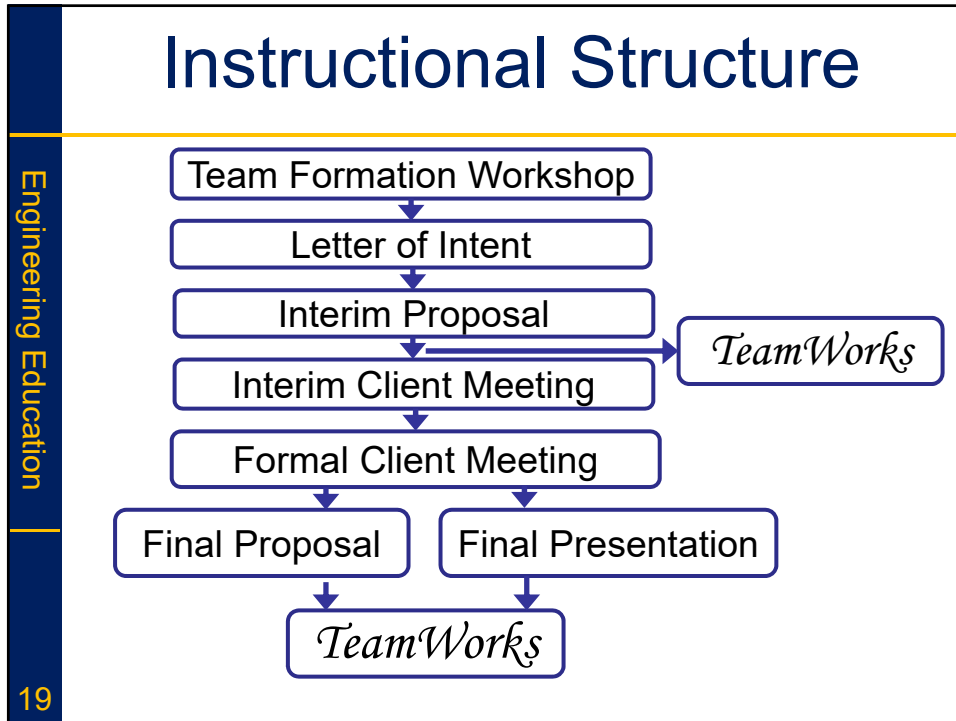 Instructional Structure
Engineering Education
Team Formation Workshop
Letter of Intent
Interim Proposal
TeamWorks
Interim Client Meeting
Formal Client Meeting
Final Proposal
Final Presentation
TeamWorks
19